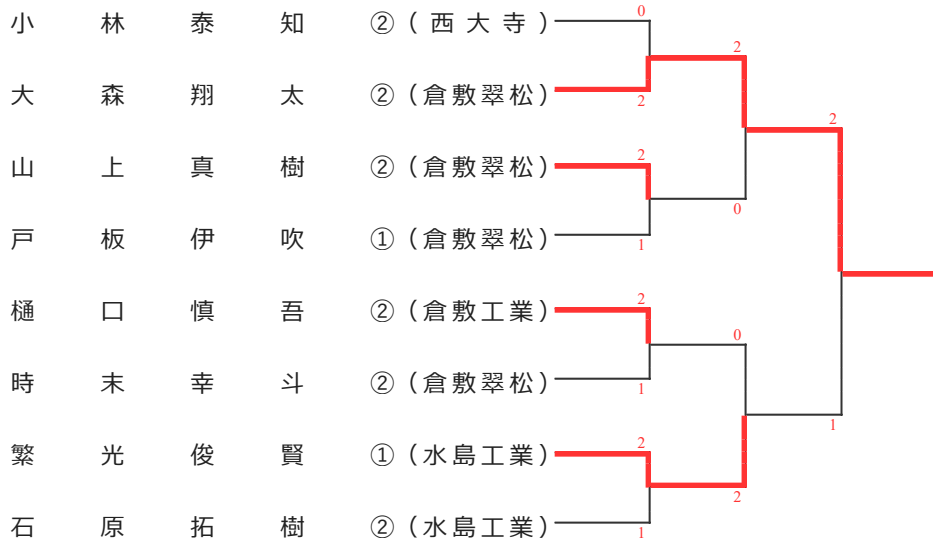 小林泰知 ②（西大寺） 0
2
大森翔太 ②（倉敷翠松） 2
2
山上真樹 ②（倉敷翠松） 2
0
戸板伊吹 ①（倉敷翠松） 1
樋口慎吾 ②（倉敷工業） 2
0
時末幸斗 ②（倉敷翠松） 1
1
繁光俊賢 ①（水島工業） 2
2
石原拓樹 ②（水島工業） 1